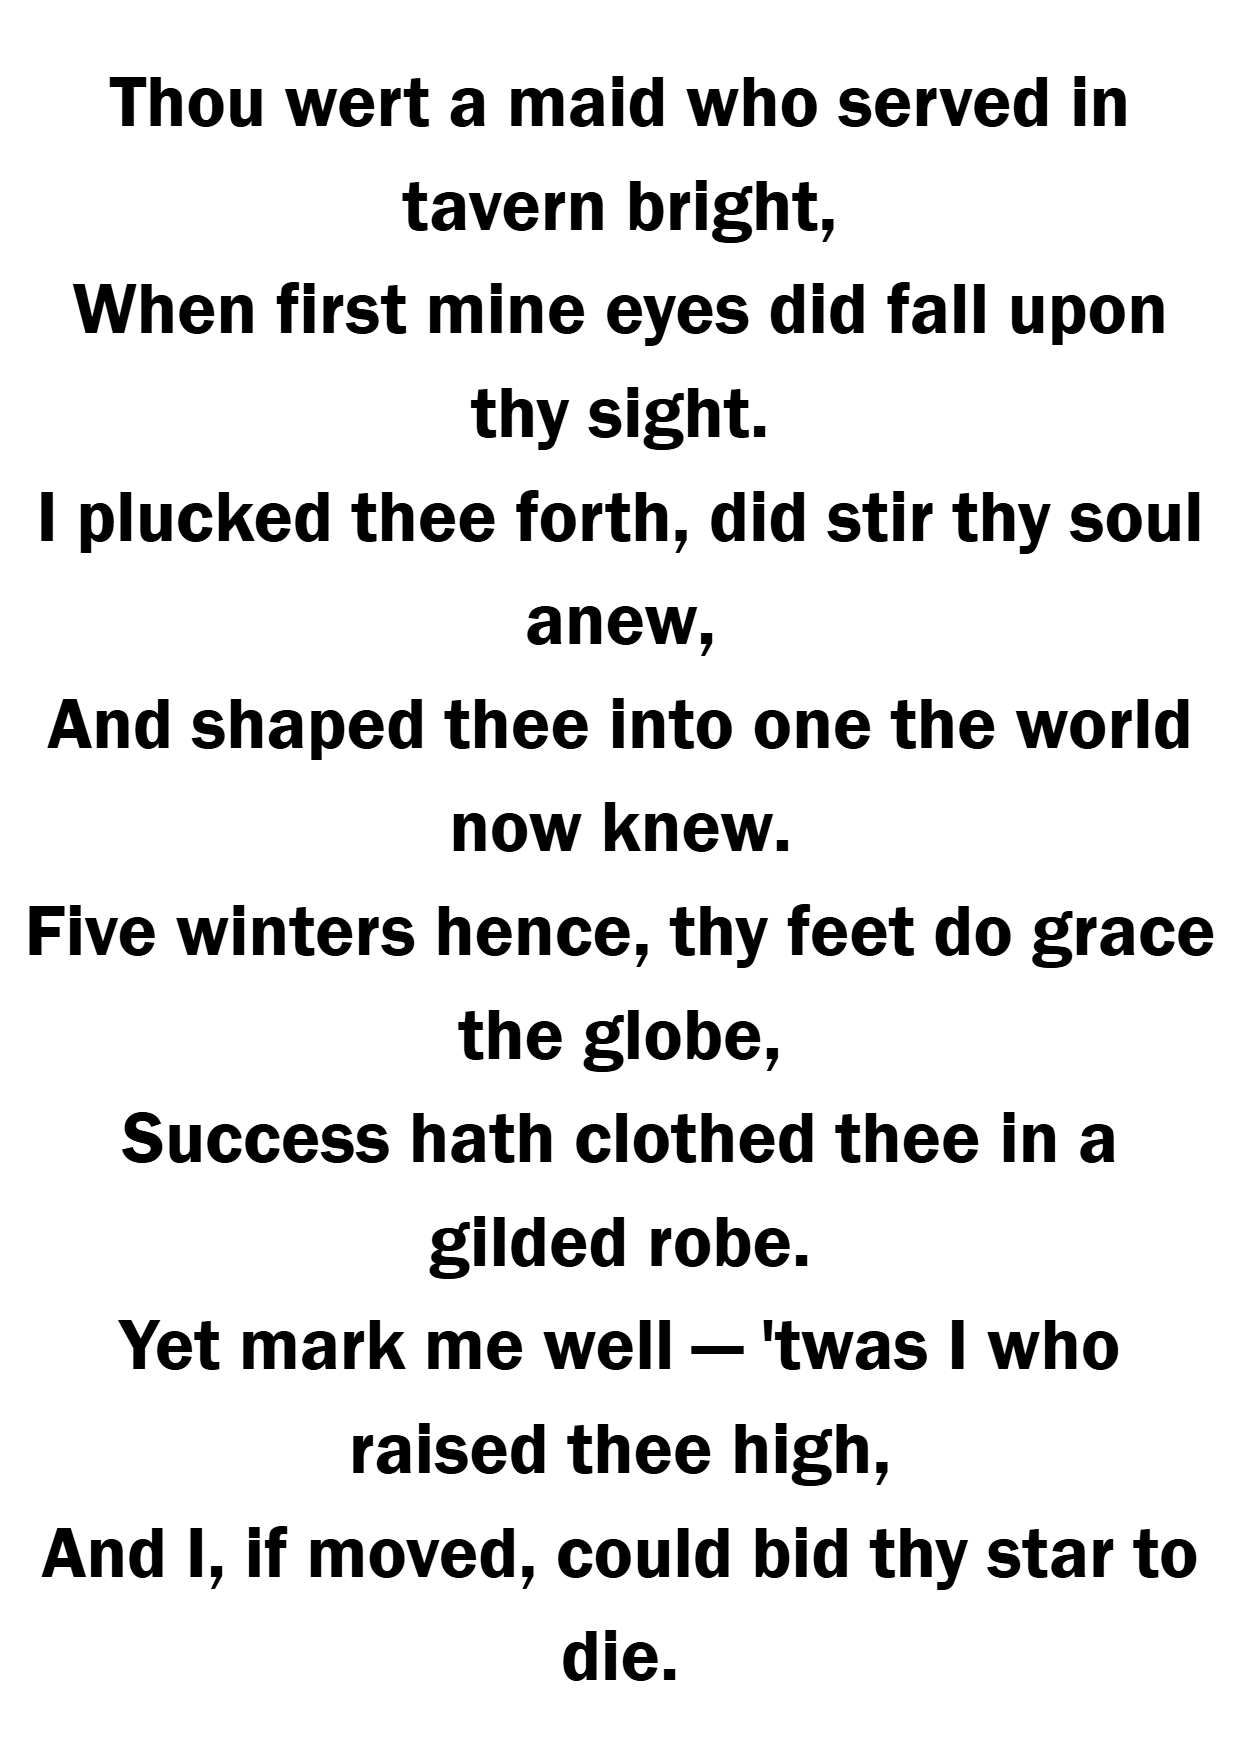 Thou wert a maid who served in
tavern bright,
When first mine eyes did fall upon
thy sight.
I plucked thee forth, did stir thy soul
anew,
And shaped thee into one the world
now knew.
Five winters hence, thy feet do grace
the globe,
Success hath clothed thee in a
gilded robe.
Yet mark me well — 'twas I who
raised thee high,
And I, if moved, could bid thy star to
die.